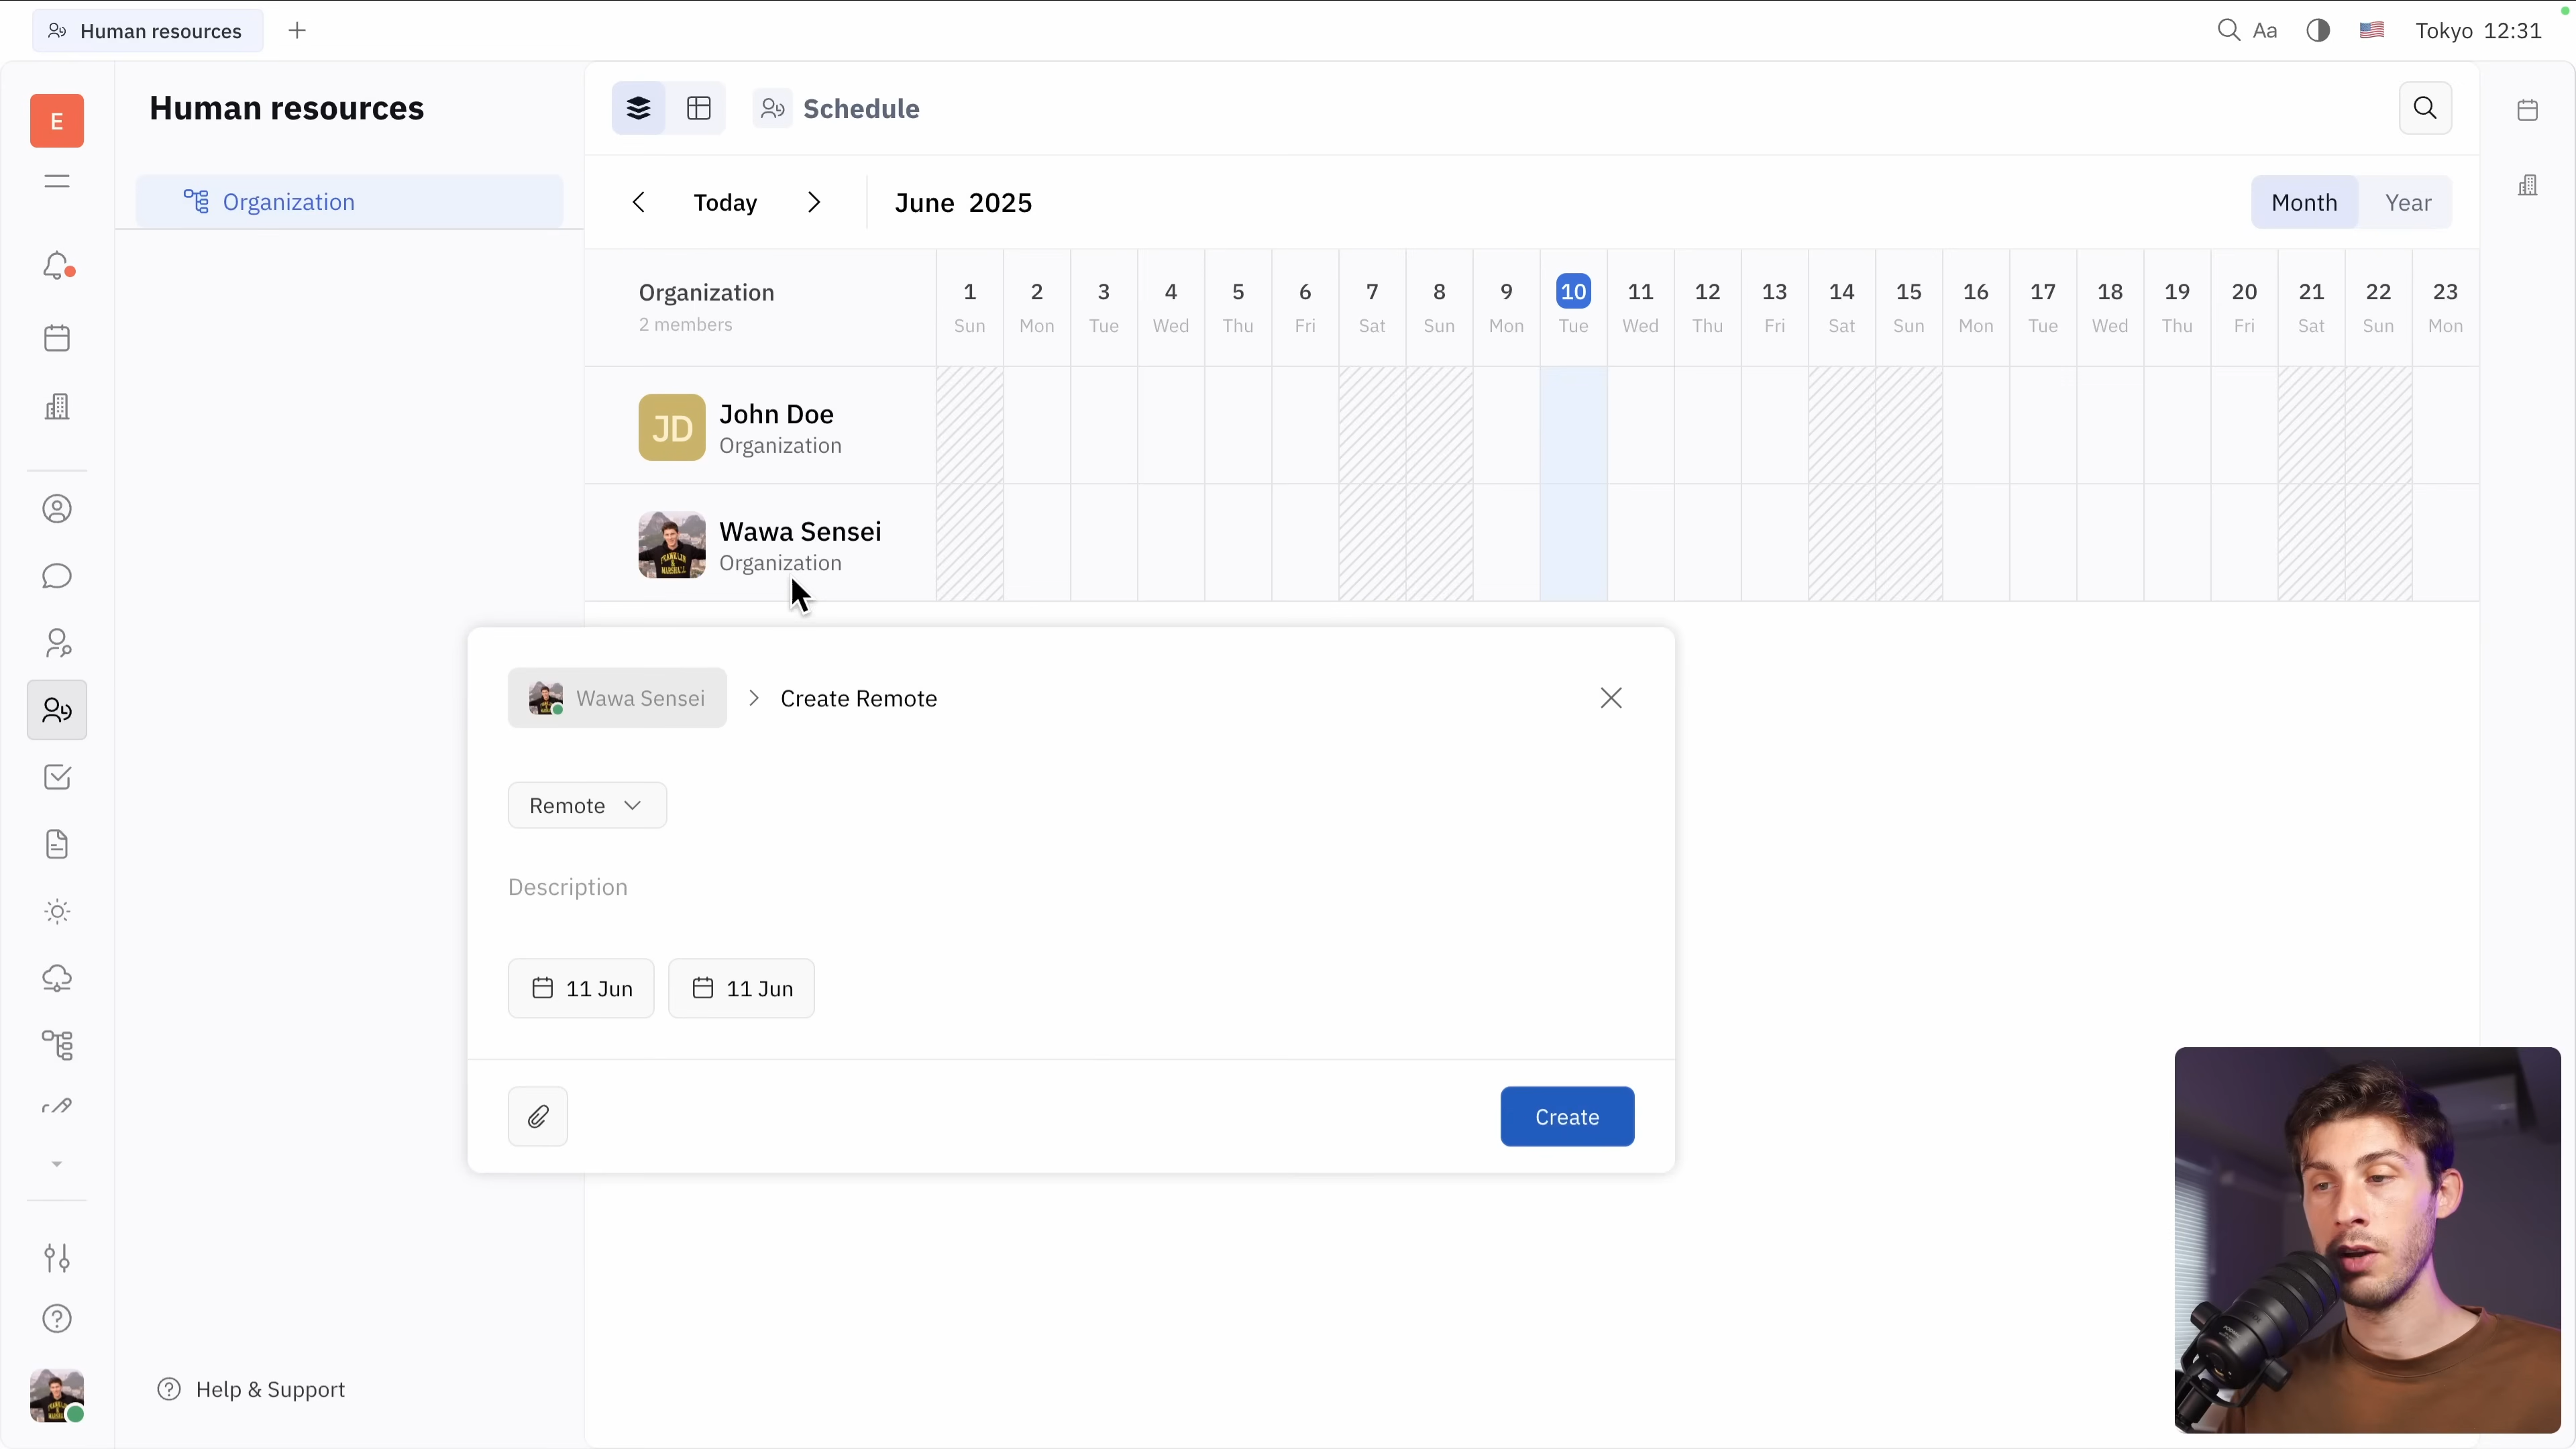 Human resources
Aa
Tokyo 12:31
E
Human resources
Organization
Schedule
Today
June 2025
Month
Year
Organization
2 members
1 2 3 4 5 6 7 8 9 10 11 12 13 14 15 16 17 18 19 20 21 22 23
Sun Mon Tue Wed Thu Fri Sat Sun Mon Tue Wed Thu Fri Sat Sun Mon Tue Wed Thu Fri Sat Sun Mon
JD
John Doe
Organization
Wawa Sensei
Organization
Wawa Sensei
Create Remote
Remote
Description
11 Jun
11 Jun
Create
Help & Support